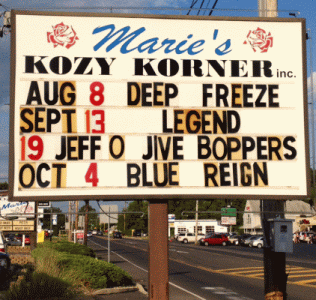 Marie's
KOZY KORNER inc.
AUG 8 DEEP FREEZE
SEPT 13 LEGEND
19 JEFF O JIVE BOPPERS
OCT 4 BLUE REIGN